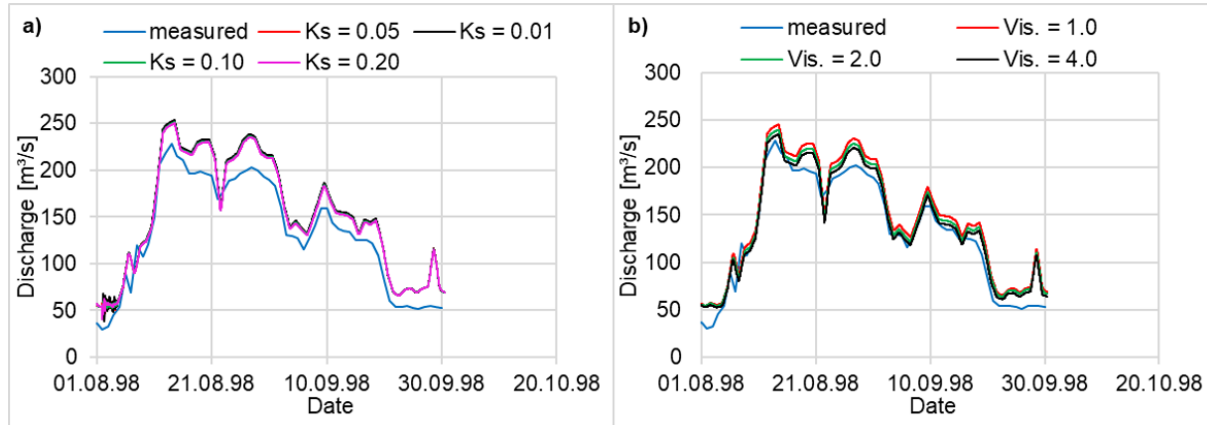 a)
measured Ks = 0.05 Ks = 0.01
Ks = 0.10 Ks = 0.20
300
250
200
150
100
50
0
Discharge [m³/s]
01.08.98 21.08.98 10.09.98 30.09.98 20.10.98
Date
b)
measured Vis. = 1.0
Vis. = 2.0 Vis. = 4.0
300
250
200
150
100
50
0
Discharge [m³/s]
01.08.98 21.08.98 10.09.98 30.09.98 20.10.98
Date